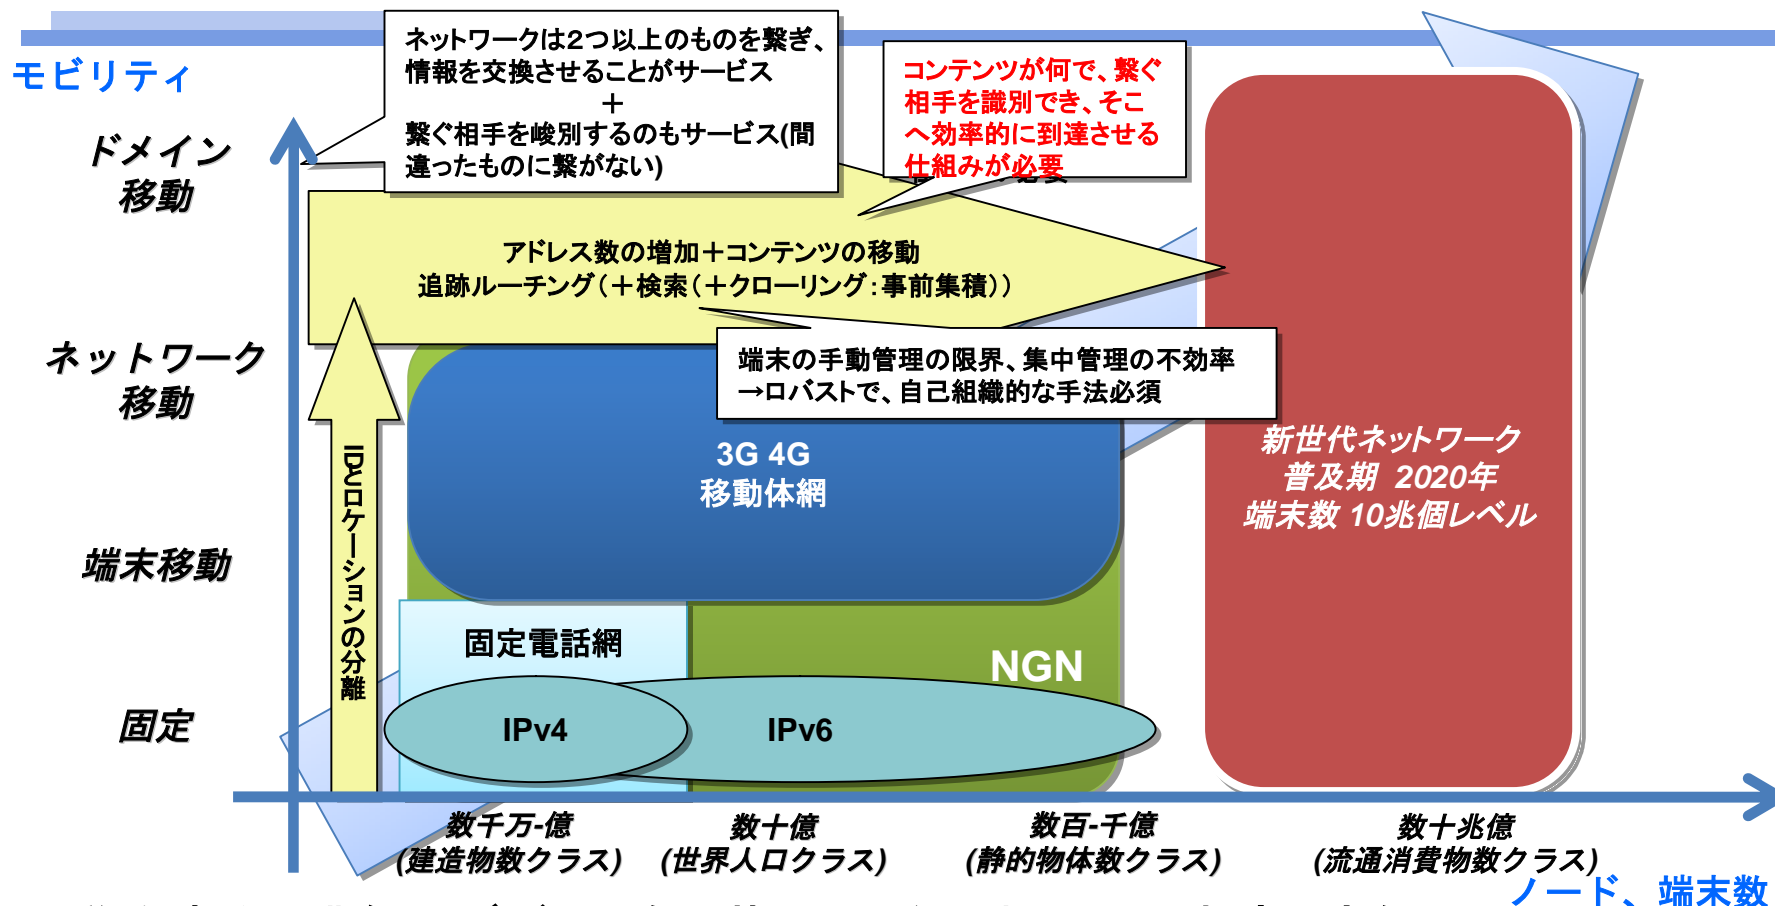 モビリティ
ネットワークは２つ以上のものを繋ぎ、
情報を交換させることがサービス
＋
繋ぐ相手を峻別するのもサービス(間
違ったものに繋がない)
コンテンツが何で、繋ぐ
相手を識別でき、そこ
へ効率的に到達させる
仕組みが必要
ドメイン
移動
アドレス数の増加＋コンテンツの移動
追跡ルーチング（＋検索（＋クローリング：事前集積））
ネットワーク
移動
端末の手動管理の限界、集中管理の不効率
→ロバストで、自己組織的な手法必須
IDとロケーションの分離
3G 4G
移動体網
新世代ネットワーク
普及期 2020年
端末数 10兆個レベル
端末移動
固定電話網
NGN
固定
IPv4
IPv6
数千万-億
(建造物数クラス)
数十億
(世界人口クラス)
数百-千億
(静的物体数クラス)
数十兆億
(流通消費物数クラス)
ノード、端末数